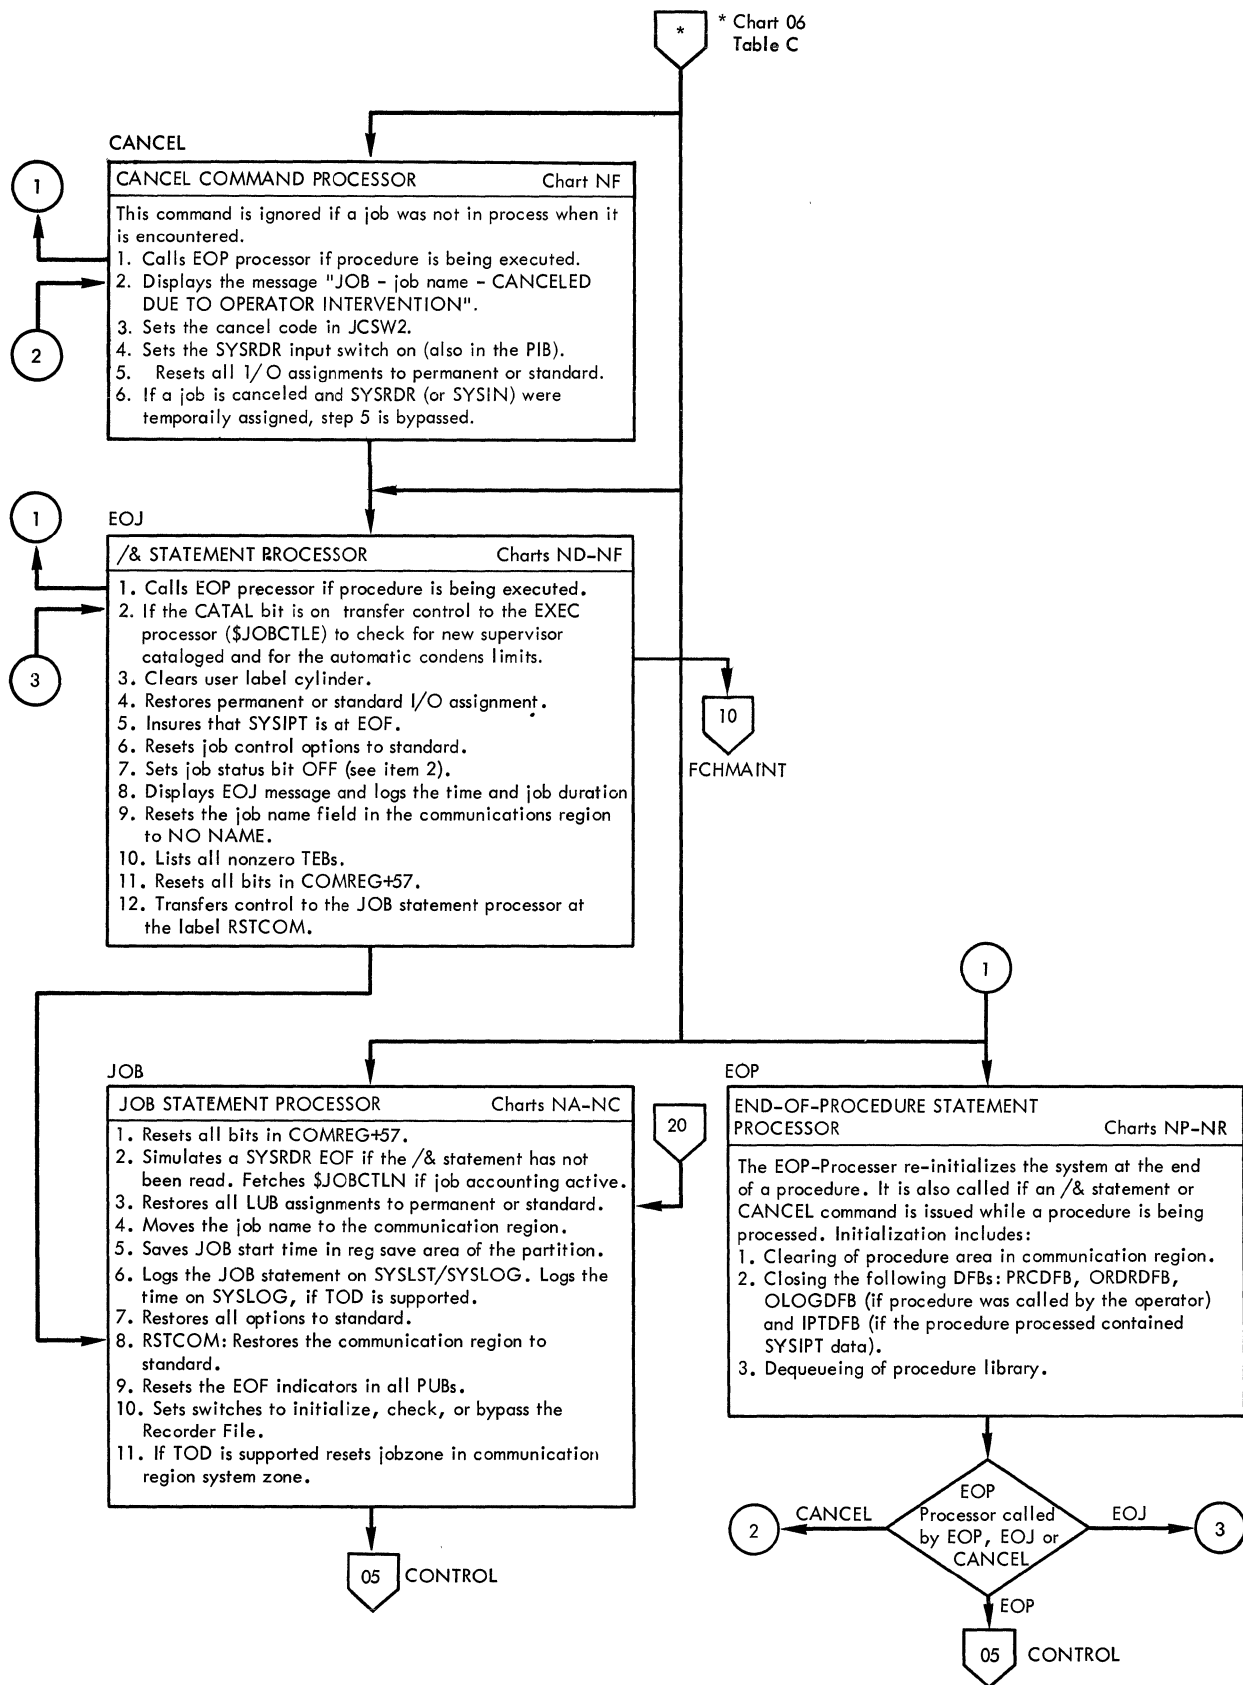 *
* Chart 06
Table C
CANCEL
CANCEL COMMAND PROCESSOR Chart NF
This command is ignored if a job was not in process when it
is encountered.
1. Calls EOP processor if procedure is being executed.
2. Displays the message "JOB - job name - CANCELED
DUE TO OPERATOR INTERVENTION".
3. Sets the cancel code in JCSW2.
4. Sets the SYSRDR input switch on (also in the PIB).
5. Resets all 1/O assignments to permanent or standard.
6. If a job is canceled and SYSRDR (or SYSIN) were
temporaily assigned, step 5 is bypassed.
1
2
EOJ
/& STATEMENT PROCESSOR Charts ND-NF
1. Calls EOP precessor if procedure is being executed.
2. If the CATAL bit is on transfer control to the EXEC
processor ($JOBCTLE) to check for new supervisor
cataloged and for the automatic condens limits.
3. Clears user label cylinder.
4. Restores permanent or standard I/O assignment.
5. Insures that SYSIPT is at EOF.
6. Resets job control options to standard.
7. Sets job status bit OFF (see item 2).
8. Displays EOJ message and logs the time and job duration
9. Resets the job name field in the communications region
to NO NAME.
10. Lists all nonzero TEBs.
11. Resets all bits in COMREG+57.
12. Transfers control to the JOB statement processor at
the label RSTCOM.
1
3
10
FCHMAINT
1
JOB
JOB STATEMENT PROCESSOR Charts NA-NC
1. Resets all bits in COMREG+57.
2. Simulates a SYSRDR EOF if the /& statement has not
been read. Fetches $JOBCTLN if job accounting active.
3. Restores all LUB assignments to permanent or standard.
4. Moves the job name to the communication region.
5. Saves JOB start time in reg save area of the partition.
6. Logs the JOB statement on SYSLST/SYSLOG. Logs the
time on SYSLOG, if TOD is supported.
7. Restores all options to standard.
8. RSTCOM: Restores the communication region to
standard.
9. Resets the EOF indicators in all PUBs.
10. Sets switches to initialize, check, or bypass the
Recorder File.
11. If TOD is supported resets jobzone in communication
region system zone.
20
EOP
END-OF-PROCEDURE STATEMENT
PROCESSOR Charts NP-NR
The EOP-Processer re-initializes the system at the end
of a procedure. It is also called if an /& statement or
CANCEL command is issued while a procedure is being
processed. Initialization includes:
1. Clearing of procedure area in communication region.
2. Closing the following DFBs: PRCDFB, ORDRDFB,
OLOGDFB (if procedure was called by the operator)
and IPTDFB (if the procedure processed contained
SYSIPT data).
3. Dequeueing of procedure library.
05 CONTROL
2
CANCEL
EOP
Processor called
by EOP, EOJ or
CANCEL
EOJ
3
EOP
05 CONTROL